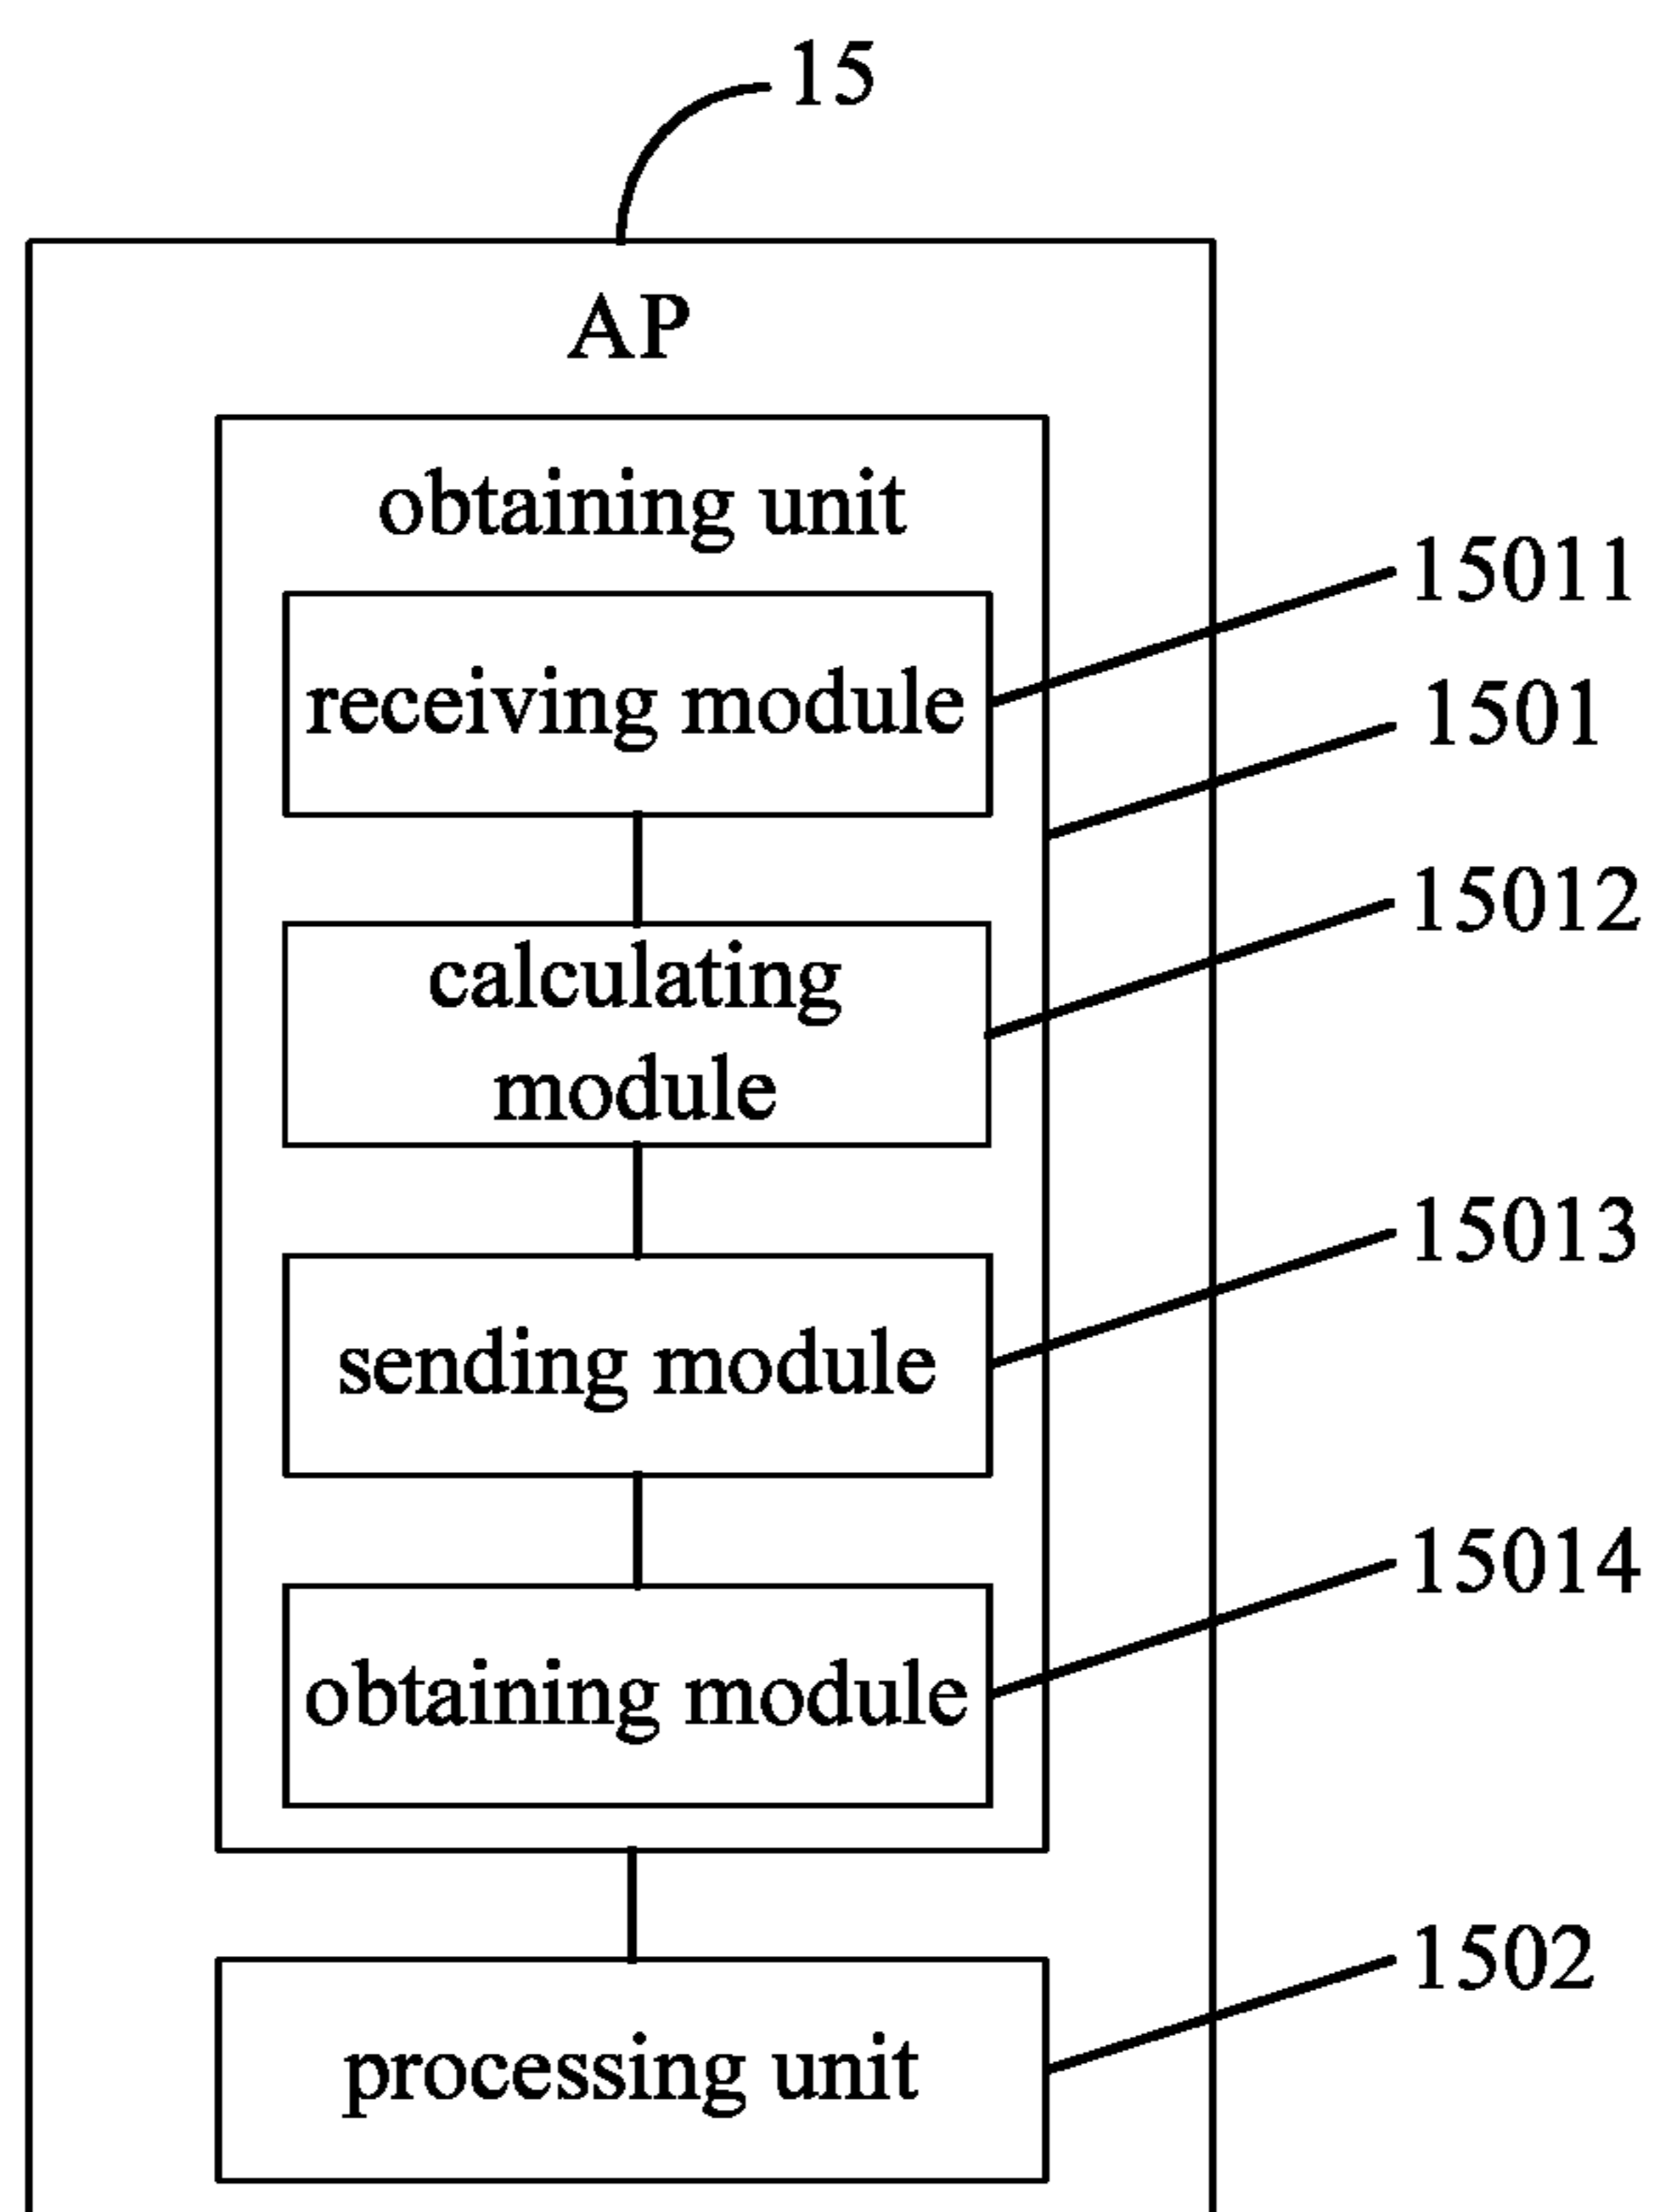 15
AP
obtaining unit
15011
receiving module
1501
15012
calculating
module
15013
sending module
15014
obtaining module
1502
processing unit